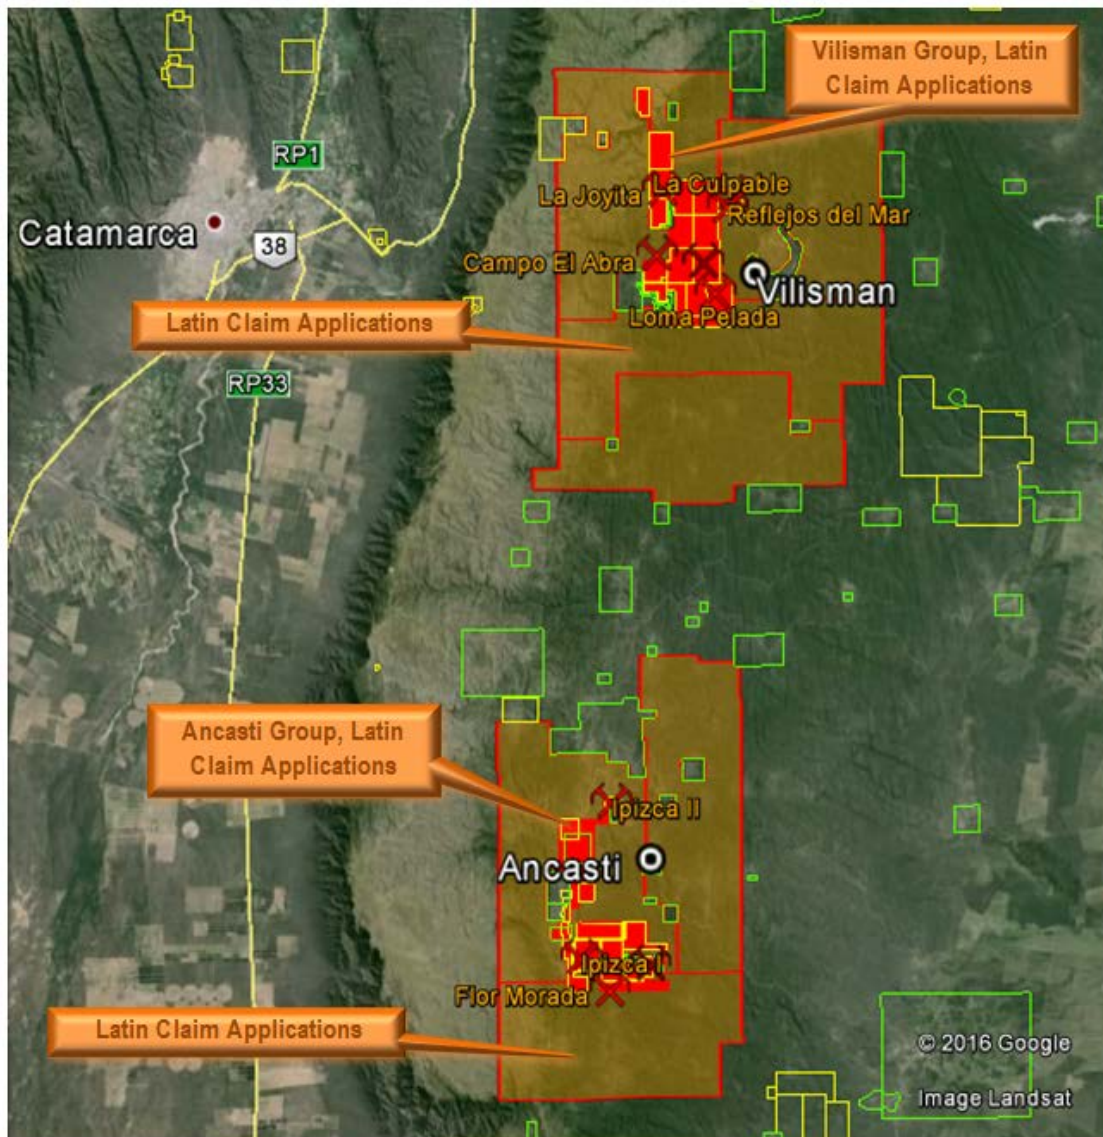 Vilisman Group, Latin
Claim Applications
RP1
La Joyita
La Culpable
Reflejos del Mar
Catamarca
38
Campo El Abra
Vilisman
Latin Claim Applications
Loma Pelada
RP33
Ancasti Group, Latin
Claim Applications
Ipizca II
Ancasti
Ipizca I
Flor Morada
Latin Claim Applications
© 2016 Google
Image Landsat